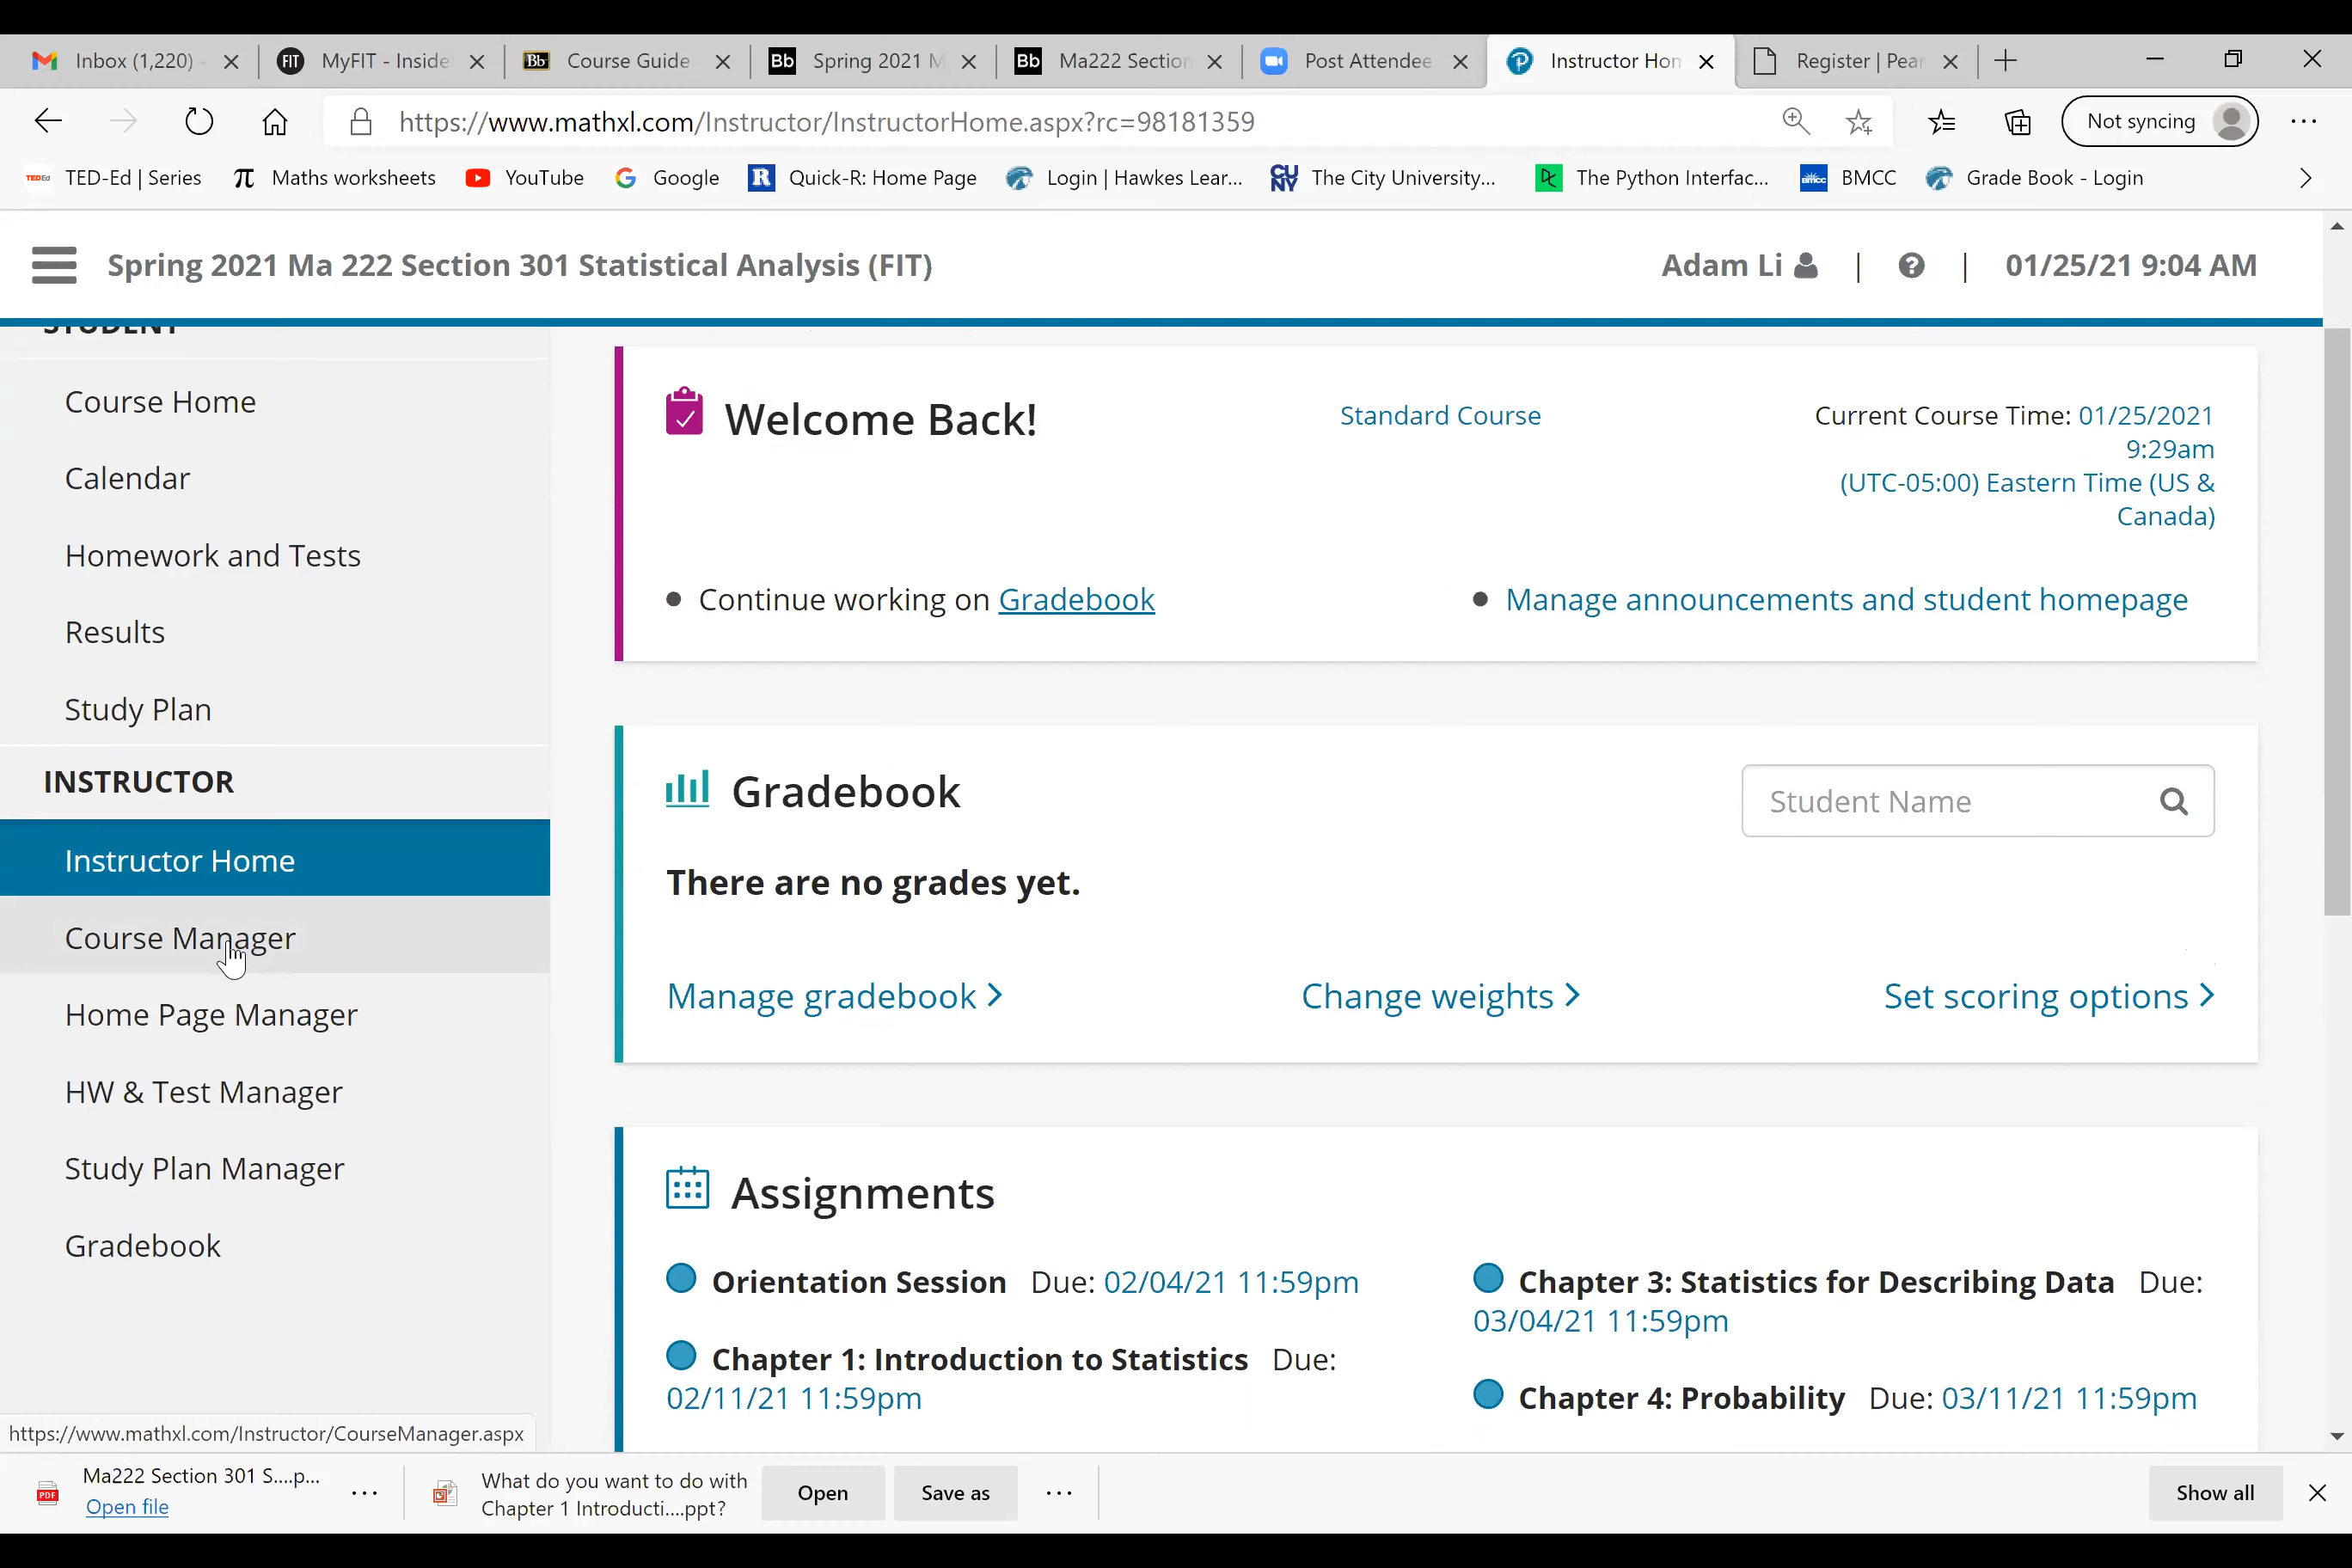 Inbox (1,220) -
MyFIT - Inside
Course Guide
Spring 2021 M
Ma222 Section
Post Attendee
Instructor Hom
Register | Pear
https://www.mathxl.com/Instructor/InstructorHome.aspx?rc=98181359
Not syncing
TED-Ed | Series
Maths worksheets
YouTube
Google
Quick-R: Home Page
Login | Hawkes Lear...
The City University...
The Python Interfac...
BMCC
Grade Book - Login
Spring 2021 Ma 222 Section 301 Statistical Analysis (FIT)
Adam Li
01/25/21 9:04 AM
STUDENT
Course Home
Calendar
Homework and Tests
Results
Study Plan
INSTRUCTOR
Instructor Home
Course Manager
Home Page Manager
HW & Test Manager
Study Plan Manager
Gradebook
Welcome Back!
Standard Course
Current Course Time: 01/25/2021
9:29am
(UTC-05:00) Eastern Time (US &
Canada)
Continue working on Gradebook
Manage announcements and student homepage
Gradebook
Student Name
There are no grades yet.
Manage gradebook
Change weights
Set scoring options
Assignments
Orientation Session Due: 02/04/21 11:59pm
Chapter 1: Introduction to Statistics Due:
02/11/21 11:59pm
Chapter 3: Statistics for Describing Data Due:
03/04/21 11:59pm
Chapter 4: Probability Due: 03/11/21 11:59pm
https://www.mathxl.com/Instructor/CourseManager.aspx
Ma222 Section 301 S....p...
Open file
What do you want to do with
Chapter 1 Introducti....ppt?
Open
Save as
Show all